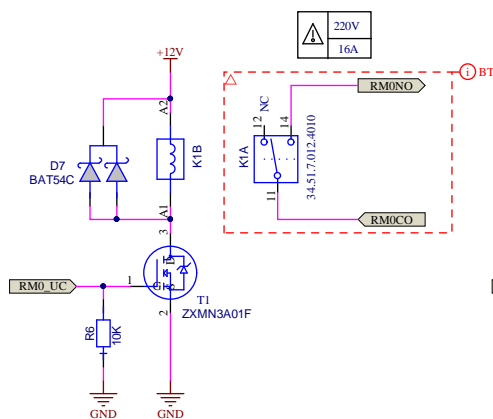 220V
16A
+12V
BT
RM0NO
A2
NC
12
14
K1B
K1A
34.51.7.012.4010
D7
BAT54C
11
A1
RM0CO
3
D
RM0_UC
1
G
S
T1
2
ZXMN3A01F
R6
10K
GND
GND